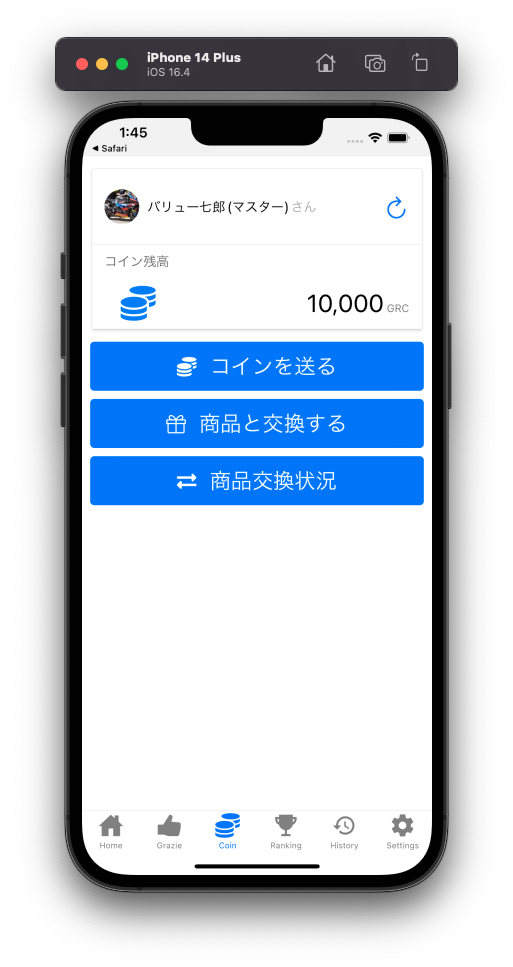 iPhone 14 Plus
iOS 16.4
1:45
◀ Safari
バリュー七郎(マスター)さん
コイン残高
10,000 GRC
コインを送る
商品と交換する
商品交換状況
Home Grazie Coin Ranking History Settings